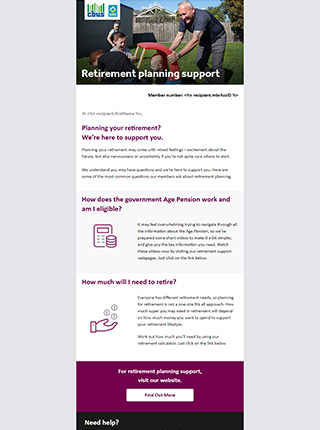 cbus
Retirement planning support
Member number: <%= recipient.mbrAccID %>
Hi <%= recipient.firstName %>,
Planning your retirement?
We're here to support you.
Planning your retirement may come with mixed feelings – excitement about
the future, but also nervousness or uncertainty if you're not quite sure where to start.
We understand you may have questions and we're here to support you. Here are
some of the most common questions our members ask about retirement planning.
How does the government Age Pension work and
am I eligible?
It may feel overwhelming trying to navigate through all
the information about the Age Pension, so we've
prepared some short videos to make it a bit simpler,
and give you the key information you need. Watch
these videos now by visiting our retirement support
webpages. Just click on the link below.
How much will I need to retire?
Everyone has different retirement needs, so planning
for retirement is not a one-size fits all approach. How
much super you may need in retirement will depend
on how much money you want to spend to support
your retirement lifestyle.
Work out how much you'll need by using our
retirement calculator. Just click on the link below
For retirement planning support,
visit our website.
Find Out More
Need help?